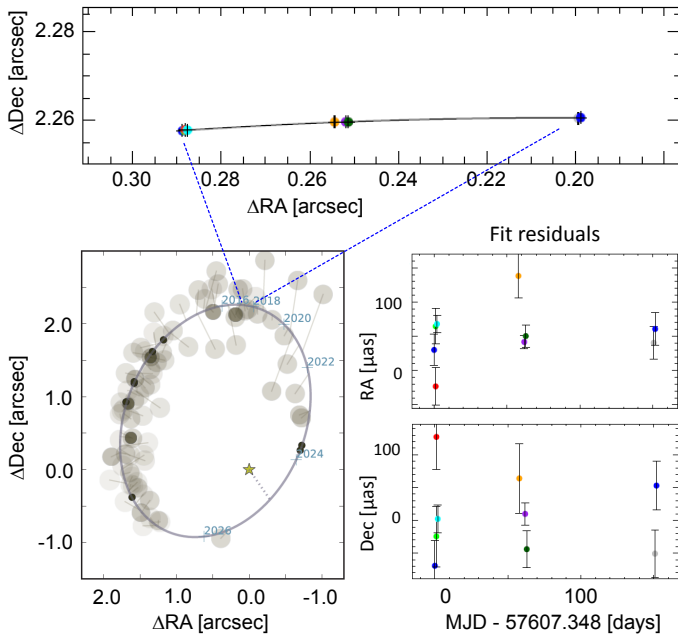 2.28
2.26
ΔDec [arcsec]
0.30 0.28 0.26 0.24 0.22 0.20
ΔRA [arcsec]
Fit residuals
2.0
1.0
0.0
-1.0
ΔDec [arcsec]
2018
2020
2022
2024
2026
2.0 1.0 0.0 -1.0
ΔRA [arcsec]
100
0
RA [µas]
100
0
Dec [µas]
0 100
MJD - 57607.348 [days]